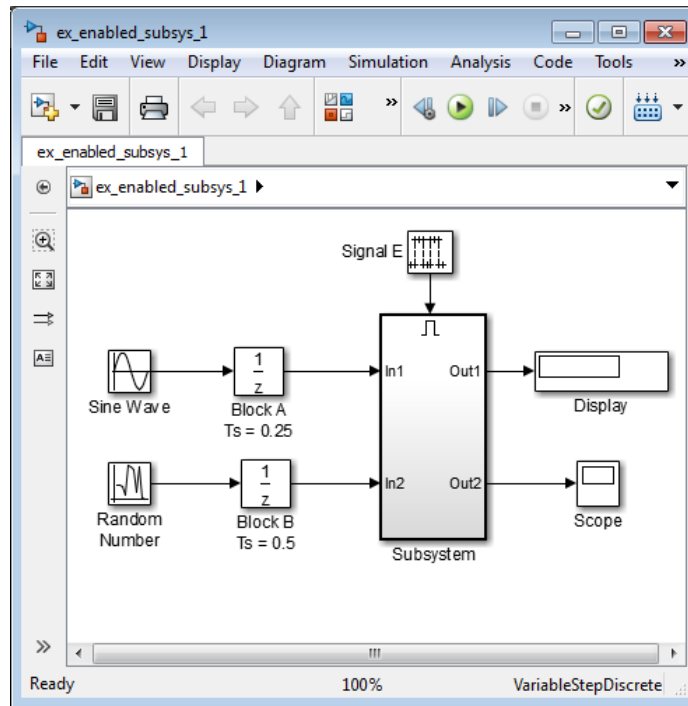 ex_enabled_subsys_1
File Edit View Display Diagram Simulation Analysis Code Tools »
» »
ex_enabled_subsys_1
ex_enabled_subsys_1
Signal E
In1 Out1
1
z
Sine Wave
Block A
Ts = 0.25
Display
In2 Out2
1
z
Random
Number
Block B
Ts = 0.5
Scope
Subsystem
»
Ready 100% VariableStepDiscrete